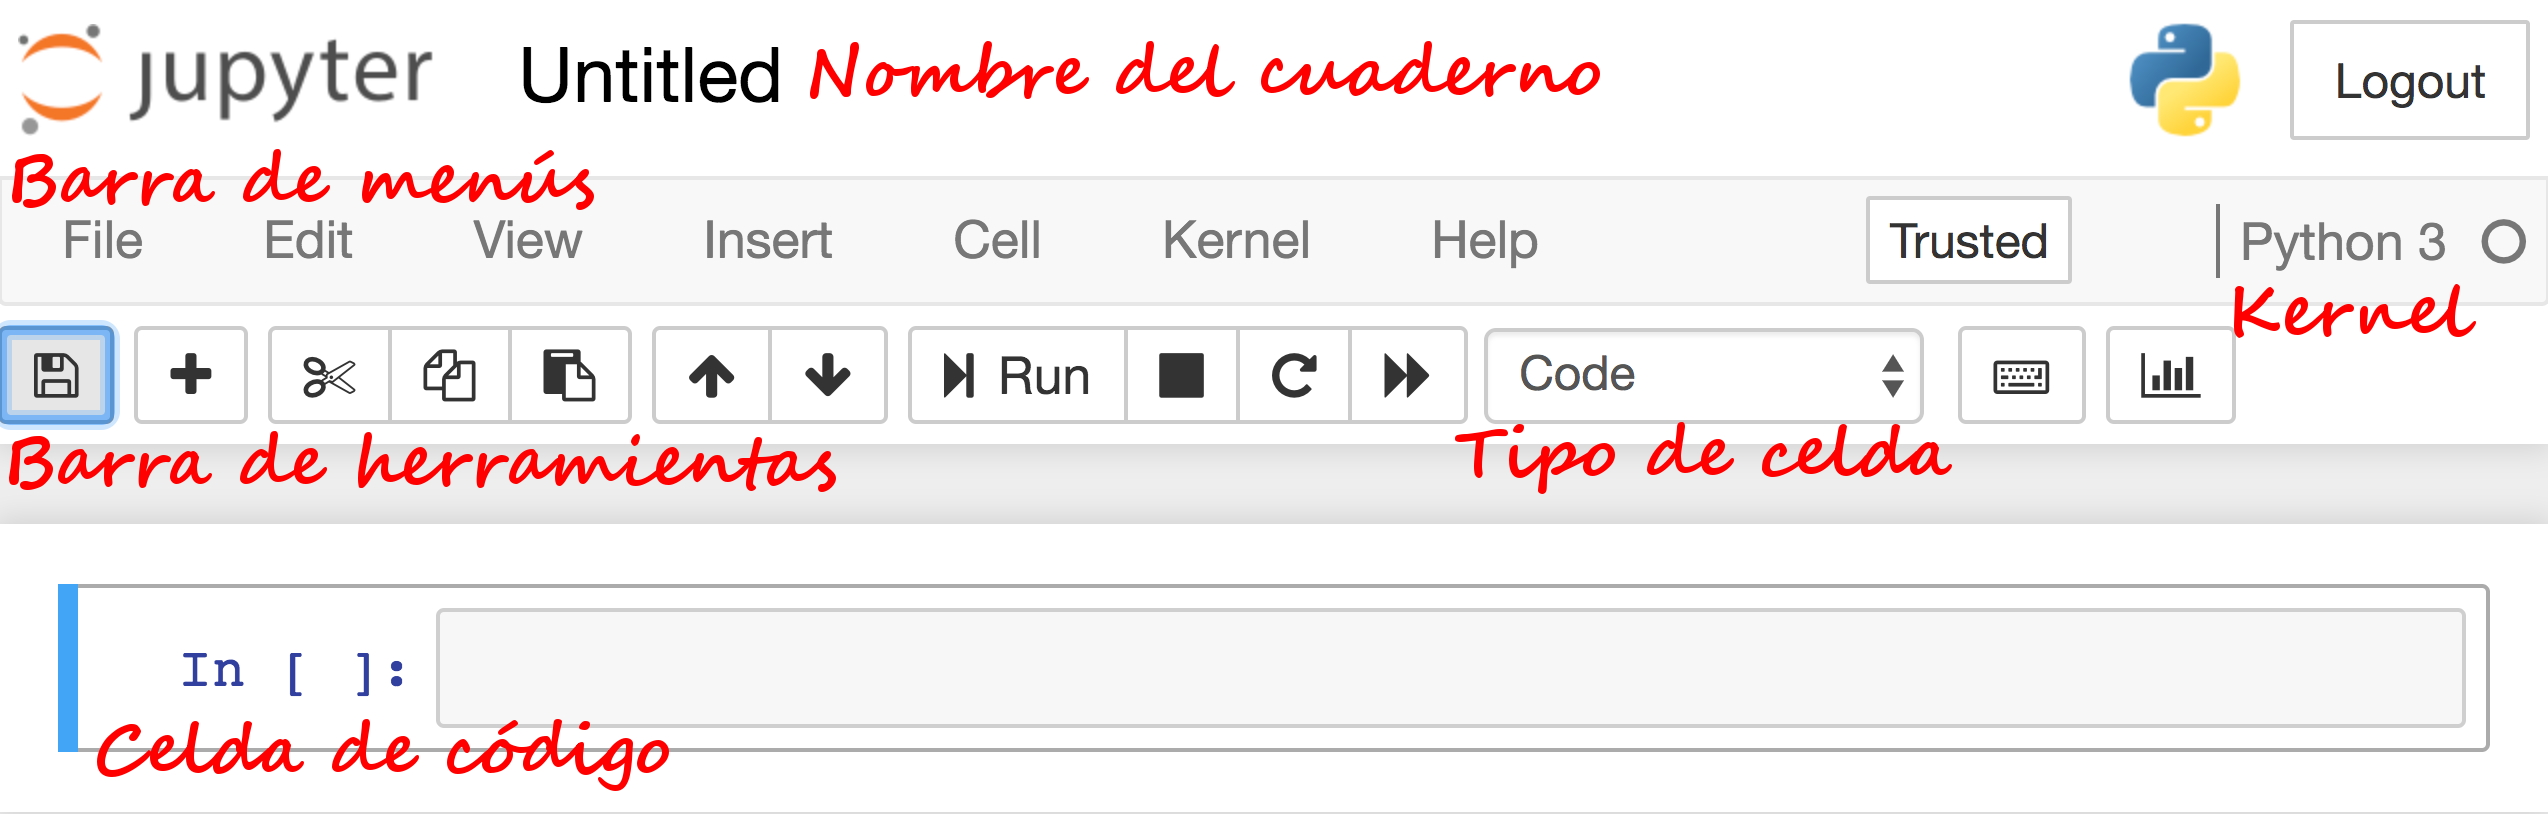 jupyter Untitled Nombre del cuaderno Logout
Barra de menús
File Edit View Insert Cell Kernel Help Trusted Python 3
Kernel
Run Code
Barra de herramientas Tipo de celda
In [ ]:
Celda de código